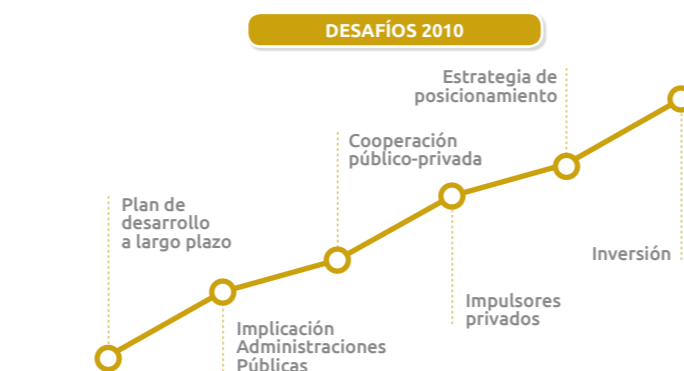 DESAFÍOS 2010
Estrategia de
posicionamiento
Cooperación
público-privada
Plan de
desarrollo
a largo plazo
Inversión
Impulsores
privados
Implicación
Administraciones
Públicas